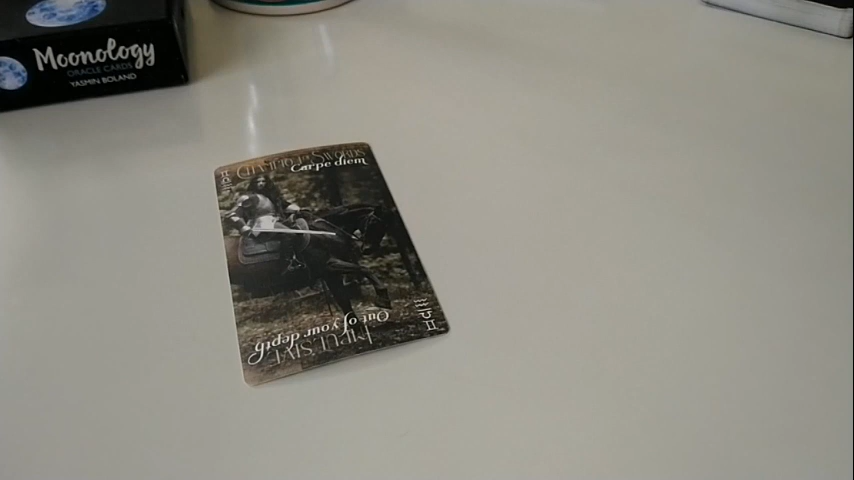 Moonology
ORACLE CARDS
YASMIN BOLAND
CHAMPION OF SWORDS
Carpe diem
Out of your depth
IMPULSIVE